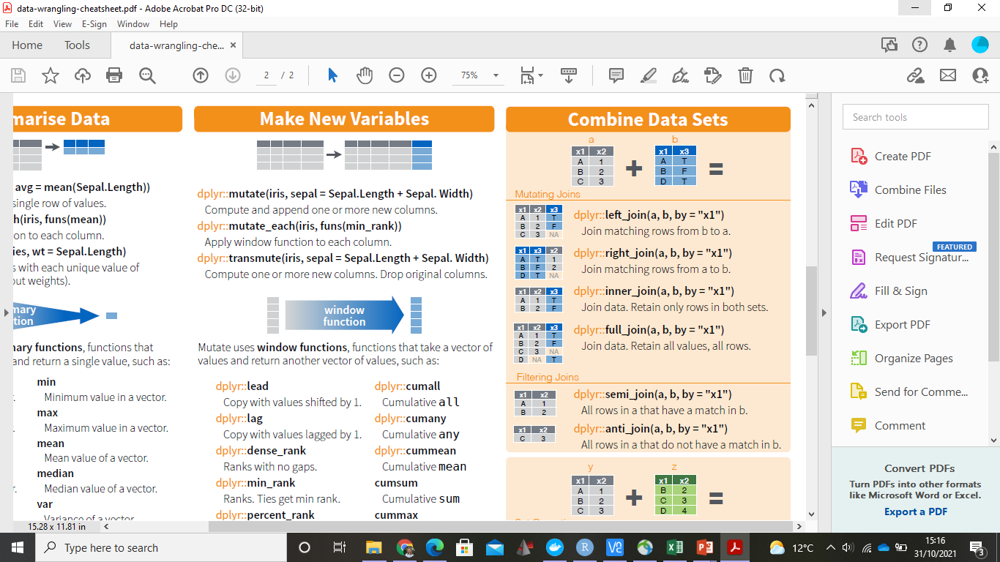 data-wrangling-cheatsheet.pdf - Adobe Acrobat Pro DC (32-bit)
File Edit View E-Sign Window Help
Home Tools data-wrangling-che... ×
2 / 2 75%
marise Data
avg = mean(Sepal.Length))
single row of values.
h(iris, funs(mean))
on to each column.
ies, wt = Sepal.Length)
s with each unique value of
out weights).
mary
tion
ary functions, functions that
and return a single value, such as:
min
Minimum value in a vector.
max
Maximum value in a vector.
mean
Mean value of a vector.
median
Median value of a vector.
var
Variance of a vector
Make New Variables
dplyr::mutate(iris, sepal = Sepal.Length + Sepal. Width)
Compute and append one or more new columns.
dplyr::mutate_each(iris, funs(min_rank))
Apply window function to each column.
dplyr::transmute(iris, sepal = Sepal.Length + Sepal. Width)
Compute one or more new columns. Drop original columns.
window
function
Mutate uses window functions, functions that take a vector of
values and return another vector of values, such as:
dplyr::lead
Copy with values shifted by 1.
dplyr::lag
Copy with values lagged by 1.
dplyr::dense_rank
Ranks with no gaps.
dplyr::min_rank
Ranks. Ties get min rank.
dplyr::percent_rank
dplyr::cumall
Cumulative all
dplyr::cumany
Cumulative any
dplyr::cummean
Cumulative mean
cumsum
Cumulative sum
cummax
Combine Data Sets
a b
x1 x2 x1 x3
A 1 A T
B 2 + B F =
C 3 D T
Mutating Joins
x1 x2 x3
A 1 T
B 2 F
C 3 NA
dplyr::left_join(a, b, by = "x1")
Join matching rows from b to a.
x1 x3 x2
A T 1
B F 2
D T NA
dplyr::right_join(a, b, by = "x1")
Join matching rows from a to b.
x1 x2 x3
A 1 T
B 2 F
dplyr::inner_join(a, b, by = "x1")
Join data. Retain only rows in both sets.
x1 x2 x3
A 1 T
B 2 F
C 3 NA
D NA T
dplyr::full_join(a, b, by = "x1")
Join data. Retain all values, all rows.
Filtering Joins
x1 x2
A 1
B 2
dplyr::semi_join(a, b, by = "x1")
All rows in a that have a match in b.
x1 x2
C 3
dplyr::anti_join(a, b, by = "x1")
All rows in a that do not have a match in b.
y z
x1 x2 x1 x2
A 1 B 2
B 2 + C 3 =
C 3 D 4
15.28 x 11.81 in
Search tools
Create PDF
Combine Files
Edit PDF
FEATURED
Request Signatur...
Fill & Sign
Export PDF
Organize Pages
Send for Comme...
Comment
Convert PDFs
Turn PDFs into other formats
like Microsoft Word or Excel.
Export a PDF
Type here to search
12°C
15:16
31/10/2021
3